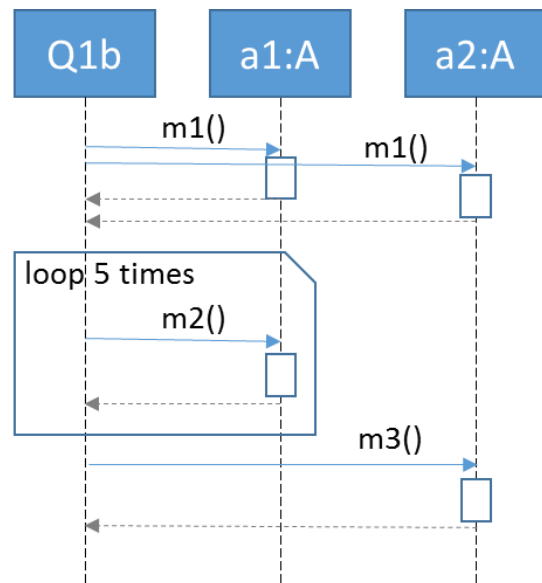 Q1b
a1:A
a2:A
m1()
m1()
loop 5 times
m2()
m3()